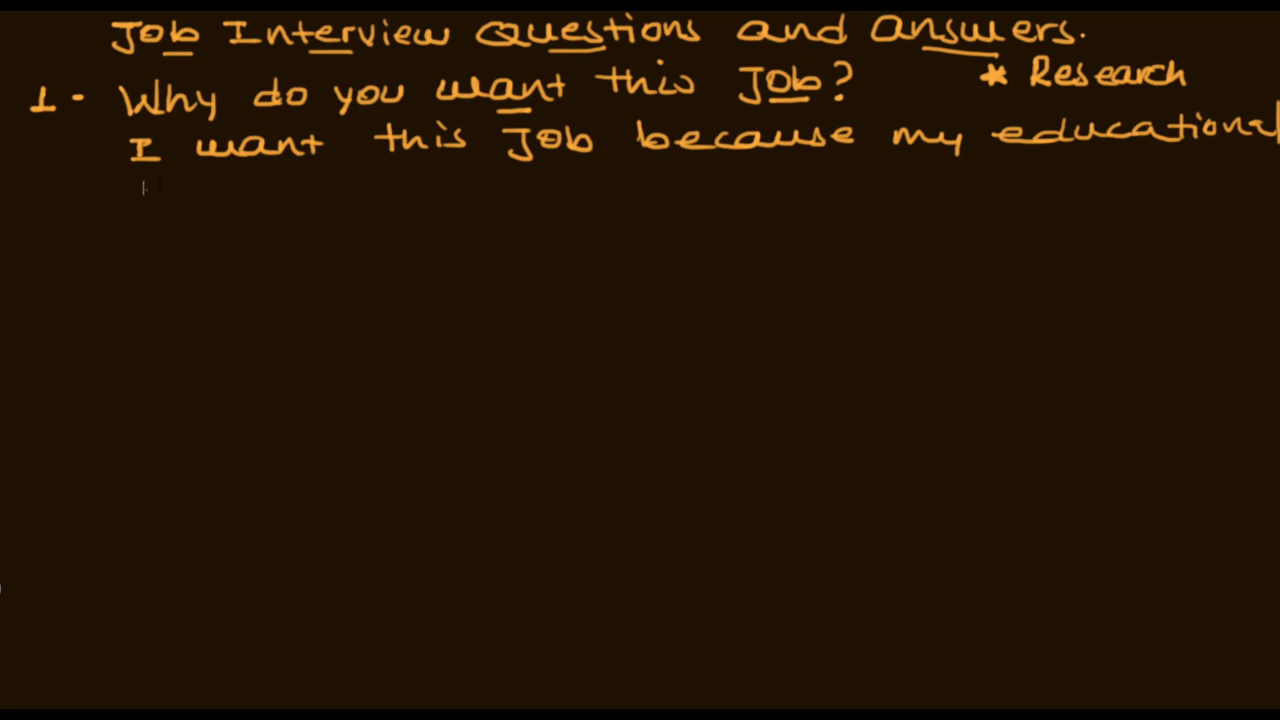 Job Interview Questions and Answers.
1- Why do you want this Job? * Research
I want this Job because my educational